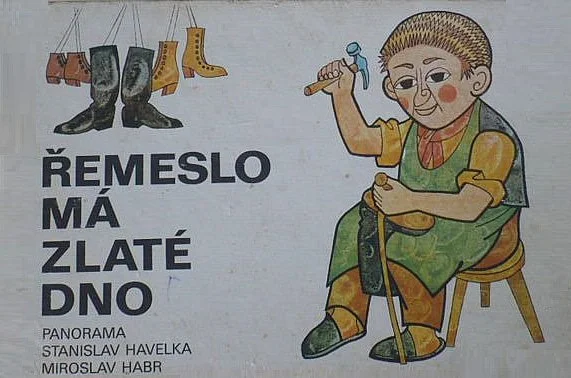 ŘEMESLO
MÁ
ZLATÉ
DNO
PANORAMA
STANISLAV HAVELKA
MIROSLAV HABR